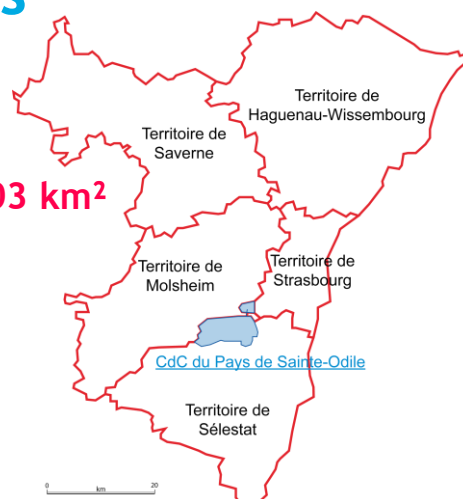 s
Territoire de
Haguenau-Wissembourg
Territoire de
Saverne
03 km²
Territoire de
Molsheim
Territoire de
Strasbourg
CdC du Pays de Sainte-Odile
Territoire de
Sélestat
0 km 20